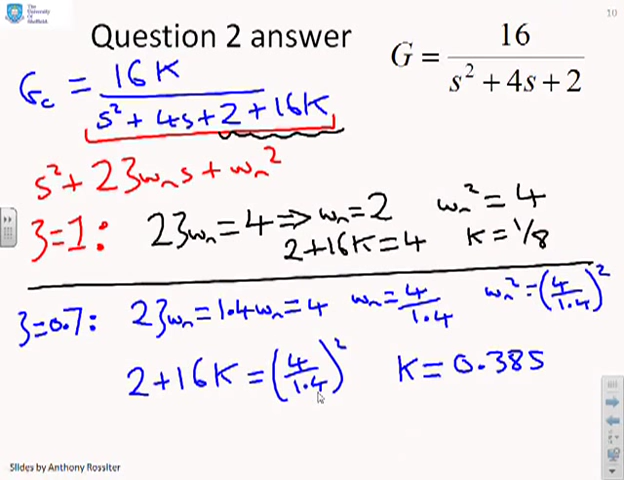 The University Of Sheffield.
10
Question 2 answer
G = 16 / (s² + 4s + 2)
Gc = 16K / (s² + 4s + 2 + 16K)
s² + 2ζωₙs + ωₙ²
ζ=1: 2ζωₙ = 4 ⇒ ωₙ = 2 ωₙ² = 4
2+16K = 4 K = 1/8
ζ=0.7: 2ζωₙ = 1.4ωₙ = 4 ωₙ = 4/1.4 ωₙ² = (4/1.4)²
2+16K = (4/1.4)² K = 0.385
Slides by Anthony Rossiter